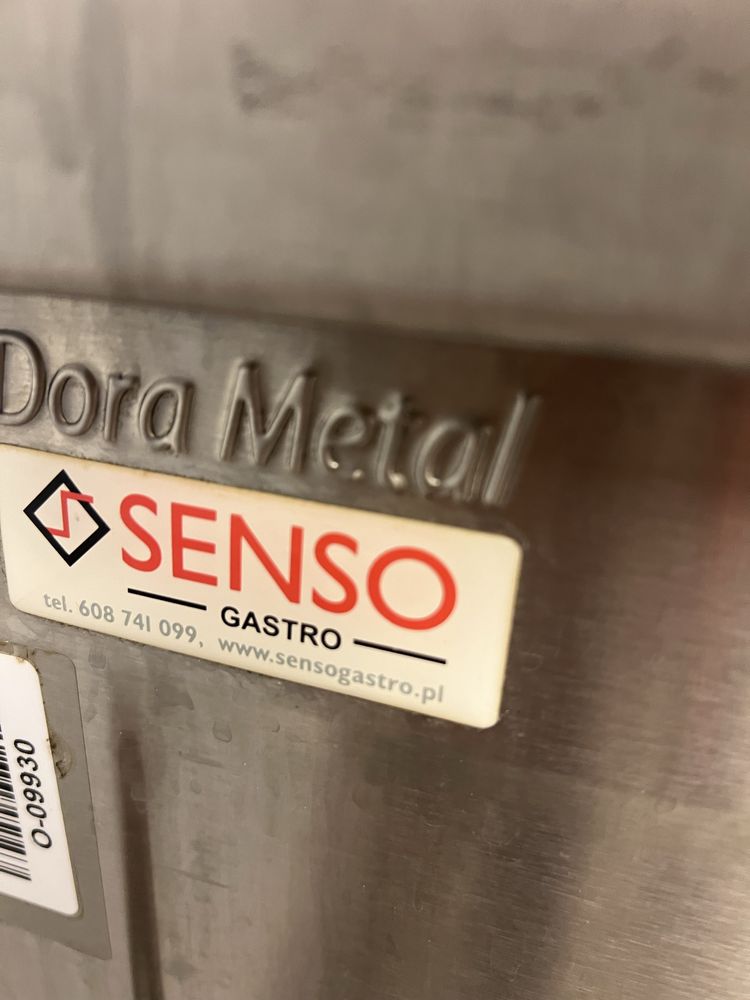 Dora Metal
SENSO
GASTRO
tel. 608 741 099, www.sensogastro.pl
O-09930